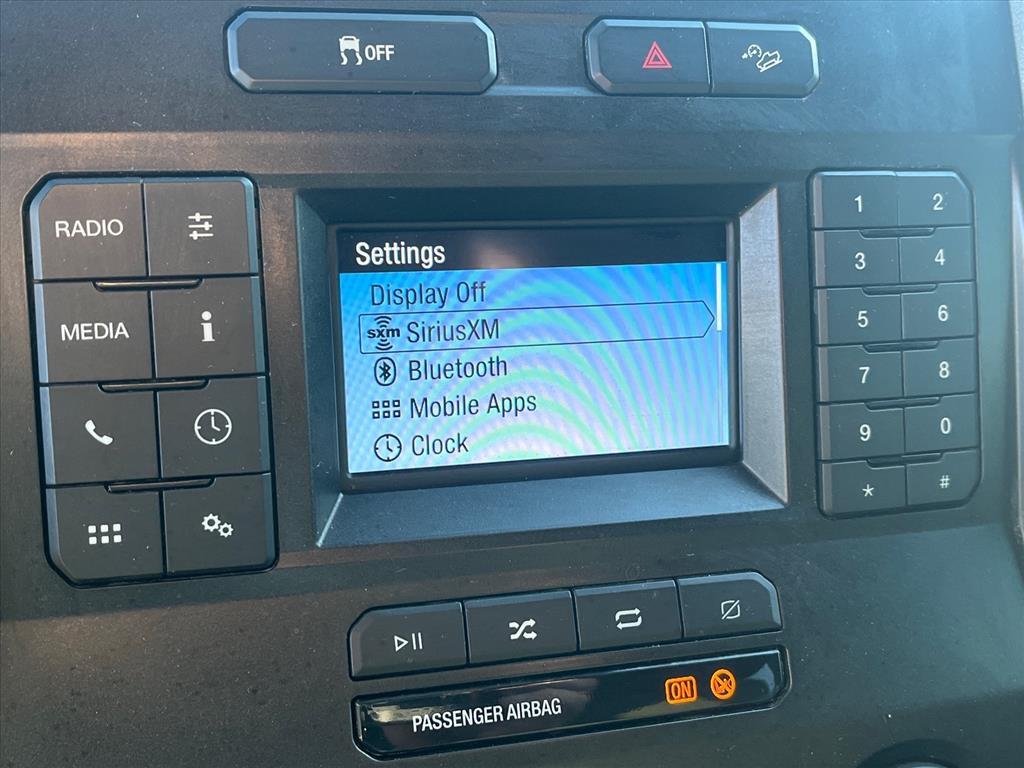 OFF
RADIO
MEDIA
Settings
Display Off
sxm SiriusXM
Bluetooth
Mobile Apps
Clock
1 2
3 4
5 6
7 8
9 0
* #
PASSENGER AIRBAG ON